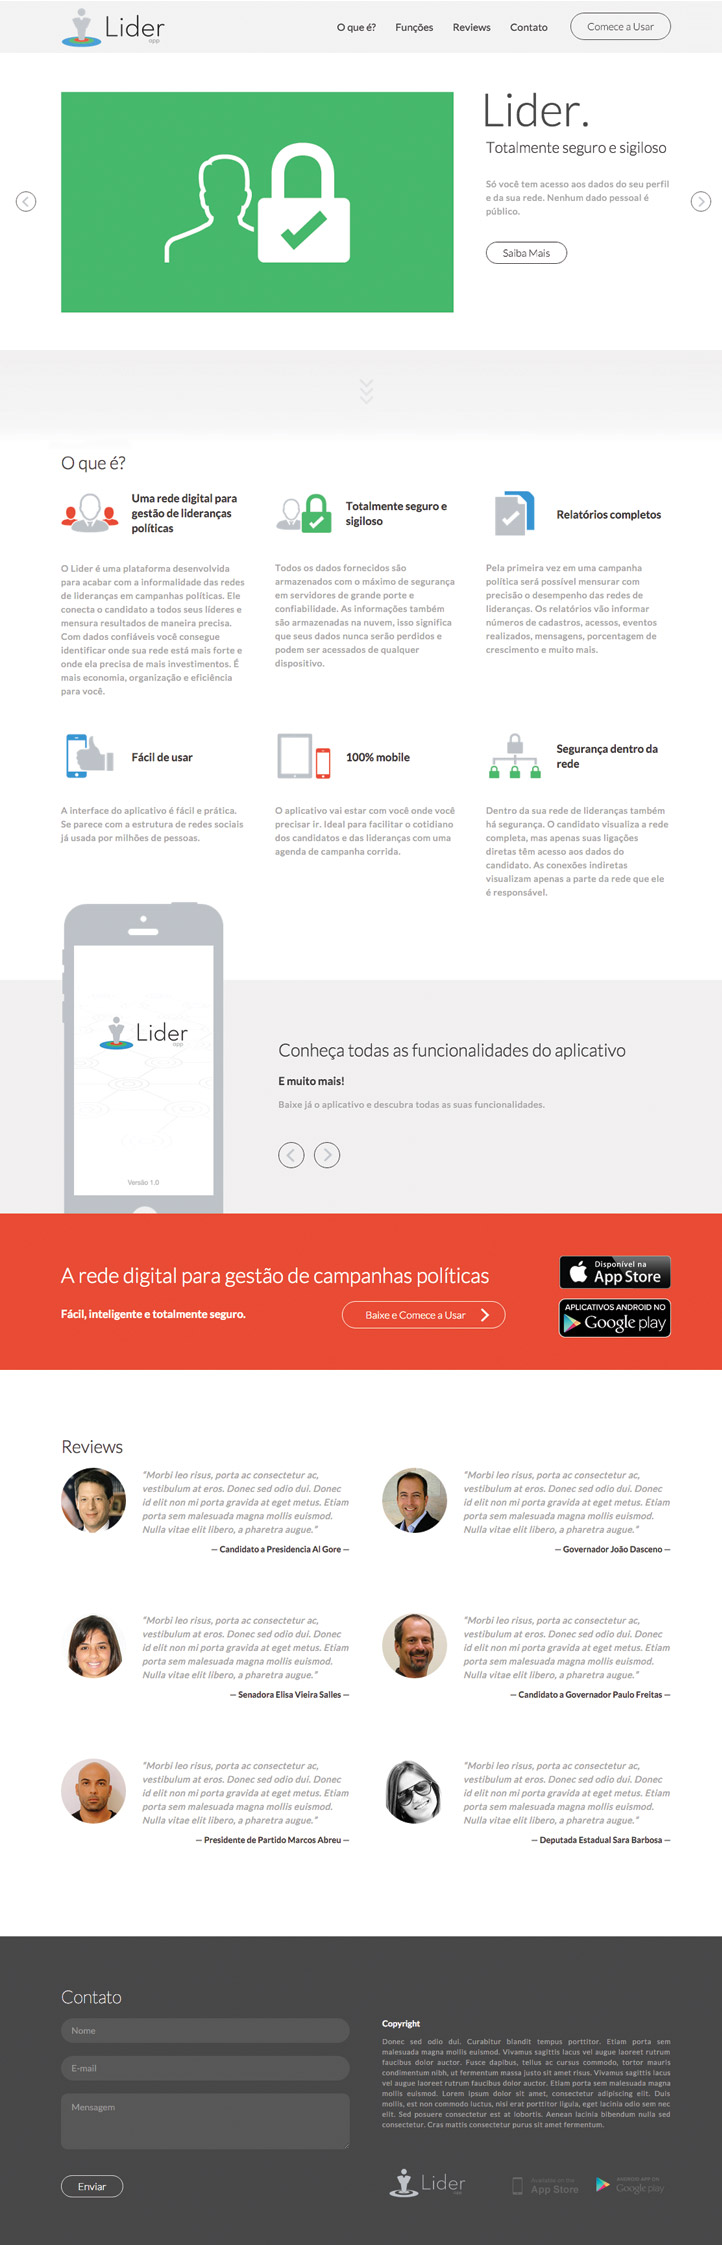 Lider
app
O que é?
Funções
Reviews
Contato
Comece a Usar
Lider.
Totalmente seguro e sigiloso
Só você tem acesso aos dados do seu perfil
e da sua rede. Nenhum dado pessoal é
público.
Saiba Mais
O que é?
Uma rede digital para
gestão de lideranças
políticas
O Lider é uma plataforma desenvolvida
para acabar com a informalidade das redes
de lideranças em campanhas políticas. Ele
conecta o candidato a todos seus líderes e
mensura resultados de maneira precisa.
Com dados confiáveis você consegue
identificar onde sua rede está mais forte e
onde ela precisa de mais investimentos. É
mais economia, organização e eficiência
para você.
Totalmente seguro e
sigiloso
Todos os dados fornecidos são
armazenados com o máximo de segurança
em servidores de grande porte e
confiabilidade. As informações também
são armazenadas na nuvem, isso significa
que seus dados nunca serão perdidos e
podem ser acessados de qualquer
dispositivo.
Relatórios completos
Pela primeira vez em uma campanha
política será possível mensurar com
precisão o desempenho das redes de
lideranças. Os relatórios vão informar
números de cadastros, acessos, eventos
realizados, mensagens, porcentagem de
crescimento e muito mais.
Fácil de usar
A interface do aplicativo é fácil e prática.
Se parece com a estrutura de redes sociais
já usada por milhões de pessoas.
100% mobile
O aplicativo vai estar com você onde você
precisar ir. Ideal para facilitar o cotidiano
dos candidatos e das lideranças com uma
agenda de campanha corrida.
Segurança dentro da
rede
Dentro da sua rede de lideranças também
há segurança. O candidato visualiza a rede
completa, mas apenas suas ligações
diretas têm acesso aos dados do
candidato. As conexões indiretas
visualizam apenas a parte da rede que ele
é responsável.
Lider
app
Versão 1.0
Conheça todas as funcionalidades do aplicativo
E muito mais!
Baixe já o aplicativo e descubra todas as suas funcionalidades.
A rede digital para gestão de campanhas políticas
Fácil, inteligente e totalmente seguro.
Baixe e Comece a Usar
Disponível na
App Store
APLICATIVOS ANDROID NO
Google play
Reviews
"Morbi leo risus, porta ac consectetur ac,
vestibulum at eros. Donec sed odio dui. Donec
id elit non mi porta gravida at eget metus. Etiam
porta sem malesuada magna mollis euismod.
Nulla vitae elit libero, a pharetra augue."
— Candidato a Presidencia Al Gore —
"Morbi leo risus, porta ac consectetur ac,
vestibulum at eros. Donec sed odio dui. Donec
id elit non mi porta gravida at eget metus. Etiam
porta sem malesuada magna mollis euismod.
Nulla vitae elit libero, a pharetra augue."
— Governador João Dasceno —
"Morbi leo risus, porta ac consectetur ac,
vestibulum at eros. Donec sed odio dui. Donec
id elit non mi porta gravida at eget metus. Etiam
porta sem malesuada magna mollis euismod.
Nulla vitae elit libero, a pharetra augue."
— Senadora Elisa Vieira Salles —
"Morbi leo risus, porta ac consectetur ac,
vestibulum at eros. Donec sed odio dui. Donec
id elit non mi porta gravida at eget metus. Etiam
porta sem malesuada magna mollis euismod.
Nulla vitae elit libero, a pharetra augue."
— Candidato a Governador Paulo Freitas —
"Morbi leo risus, porta ac consectetur ac,
vestibulum at eros. Donec sed odio dui. Donec
id elit non mi porta gravida at eget metus. Etiam
porta sem malesuada magna mollis euismod.
Nulla vitae elit libero, a pharetra augue."
— Presidente de Partido Marcos Abreu —
"Morbi leo risus, porta ac consectetur ac,
vestibulum at eros. Donec sed odio dui. Donec
id elit non mi porta gravida at eget metus. Etiam
porta sem malesuada magna mollis euismod.
Nulla vitae elit libero, a pharetra augue."
— Deputada Estadual Sara Barbosa —
Contato
Nome
E-mail
Mensagem
Enviar
Copyright
Donec sed odio dui. Curabitur blandit tempus porttitor. Etiam porta sem
malesuada magna mollis euismod. Vivamus sagittis lacus vel augue laoreet rutrum
faucibus dolor auctor. Fusce dapibus, tellus ac cursus commodo, tortor mauris
condimentum nibh, ut fermentum massa justo sit amet risus. Vivamus sagittis lacus
vel augue laoreet rutrum faucibus dolor auctor. Etiam porta sem malesuada magna
mollis euismod. Lorem ipsum dolor sit amet, consectetur adipiscing elit. Duis
mollis, est non commodo luctus, nisi erat porttitor ligula, eget lacinia odio sem nec
elit. Sed posuere consectetur est at lobortis. Aenean lacinia bibendum nulla sed
consectetur. Cras mattis consectetur purus sit amet fermentum.
Lider
App Store
Google play